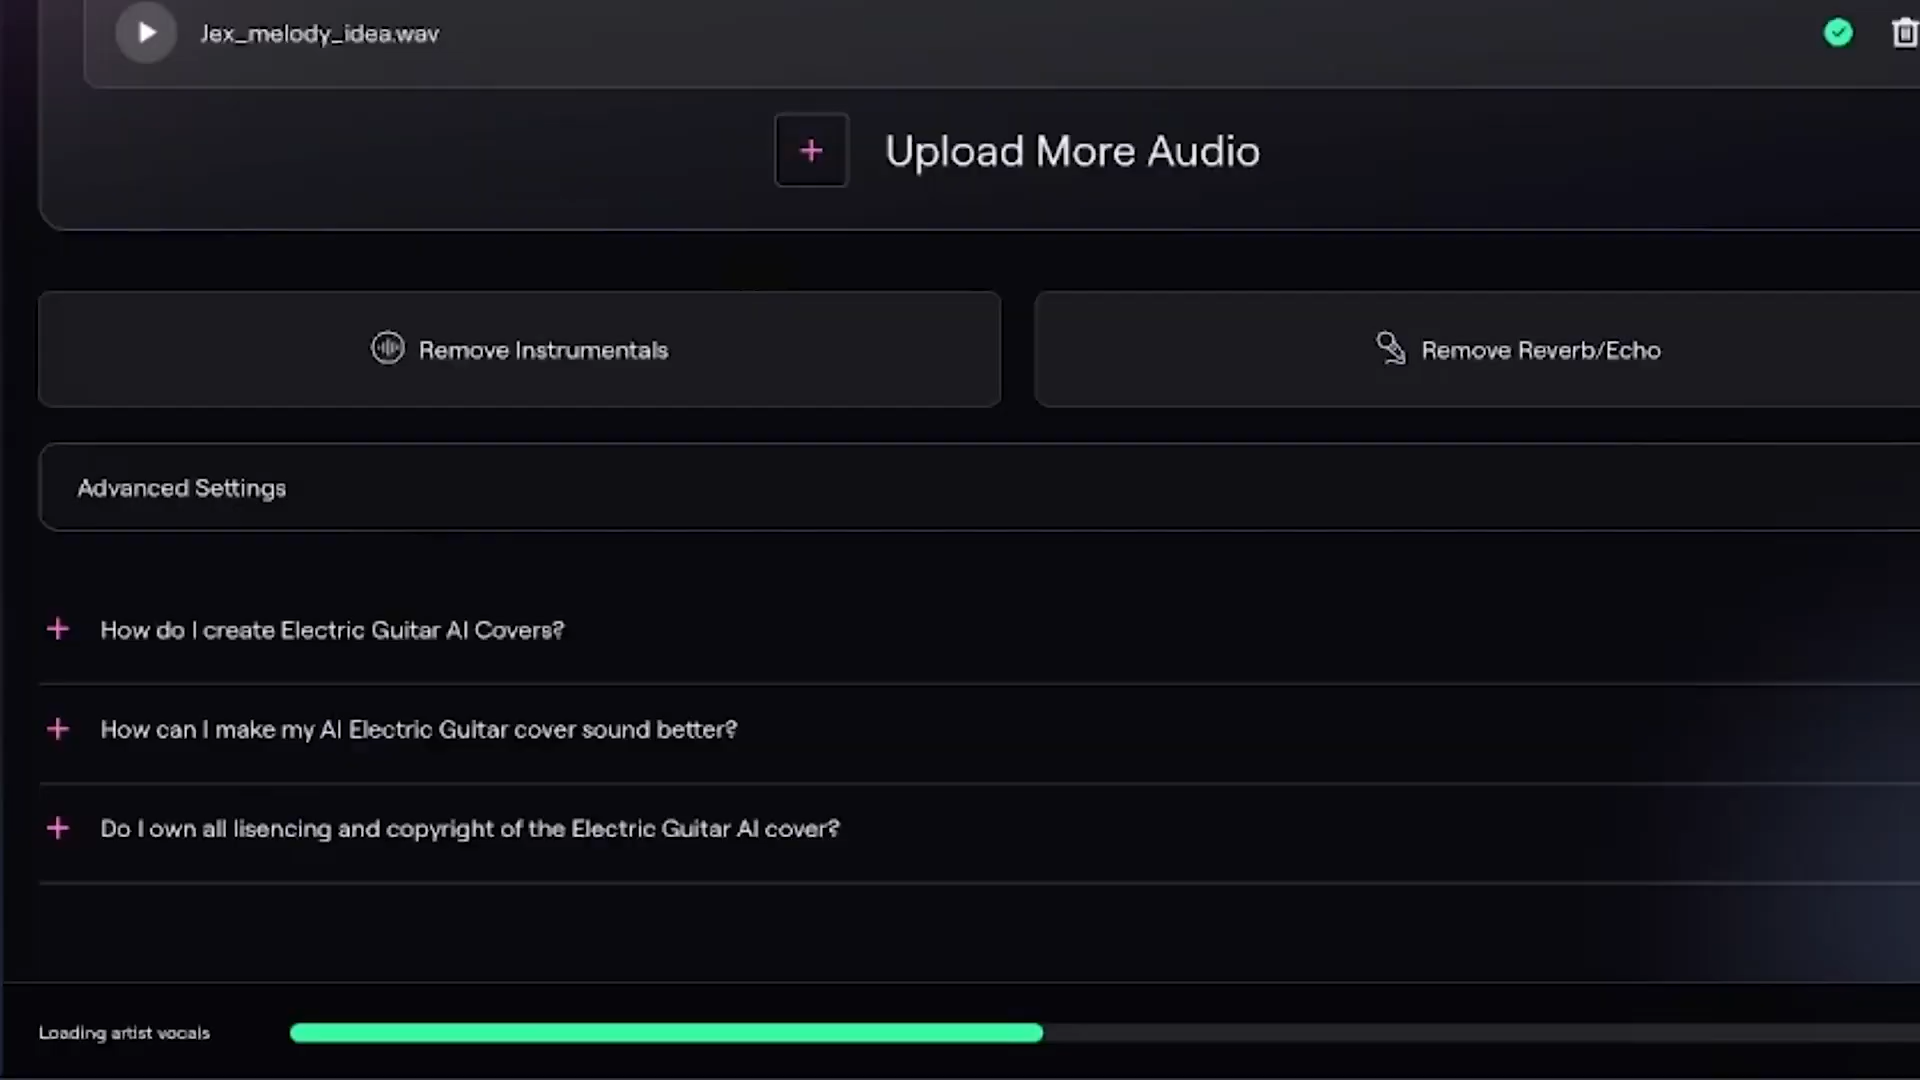 Jex_melody_idea.wav
Upload More Audio
Remove Instrumentals
Remove Reverb/Echo
Advanced Settings
How do I create Electric Guitar AI Covers?
How can I make my AI Electric Guitar cover sound better?
Do I own all lisencing and copyright of the Electric Guitar AI cover?
Loading artist vocals